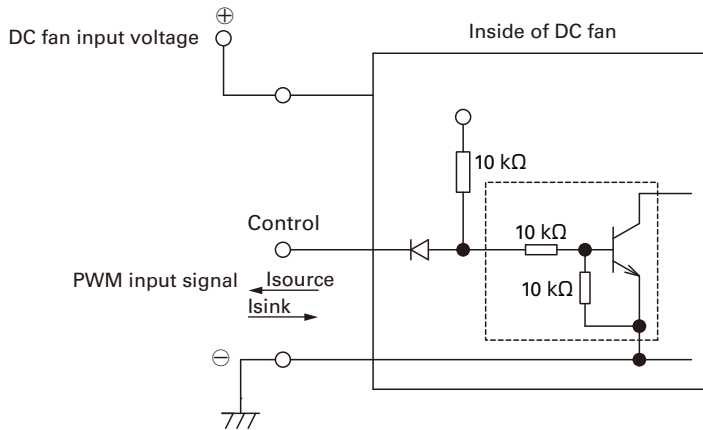 ⊕
DC fan input voltage
Inside of DC fan
10 kΩ
Control
10 kΩ
PWM input signal
Isource
10 kΩ
Isink
⊖